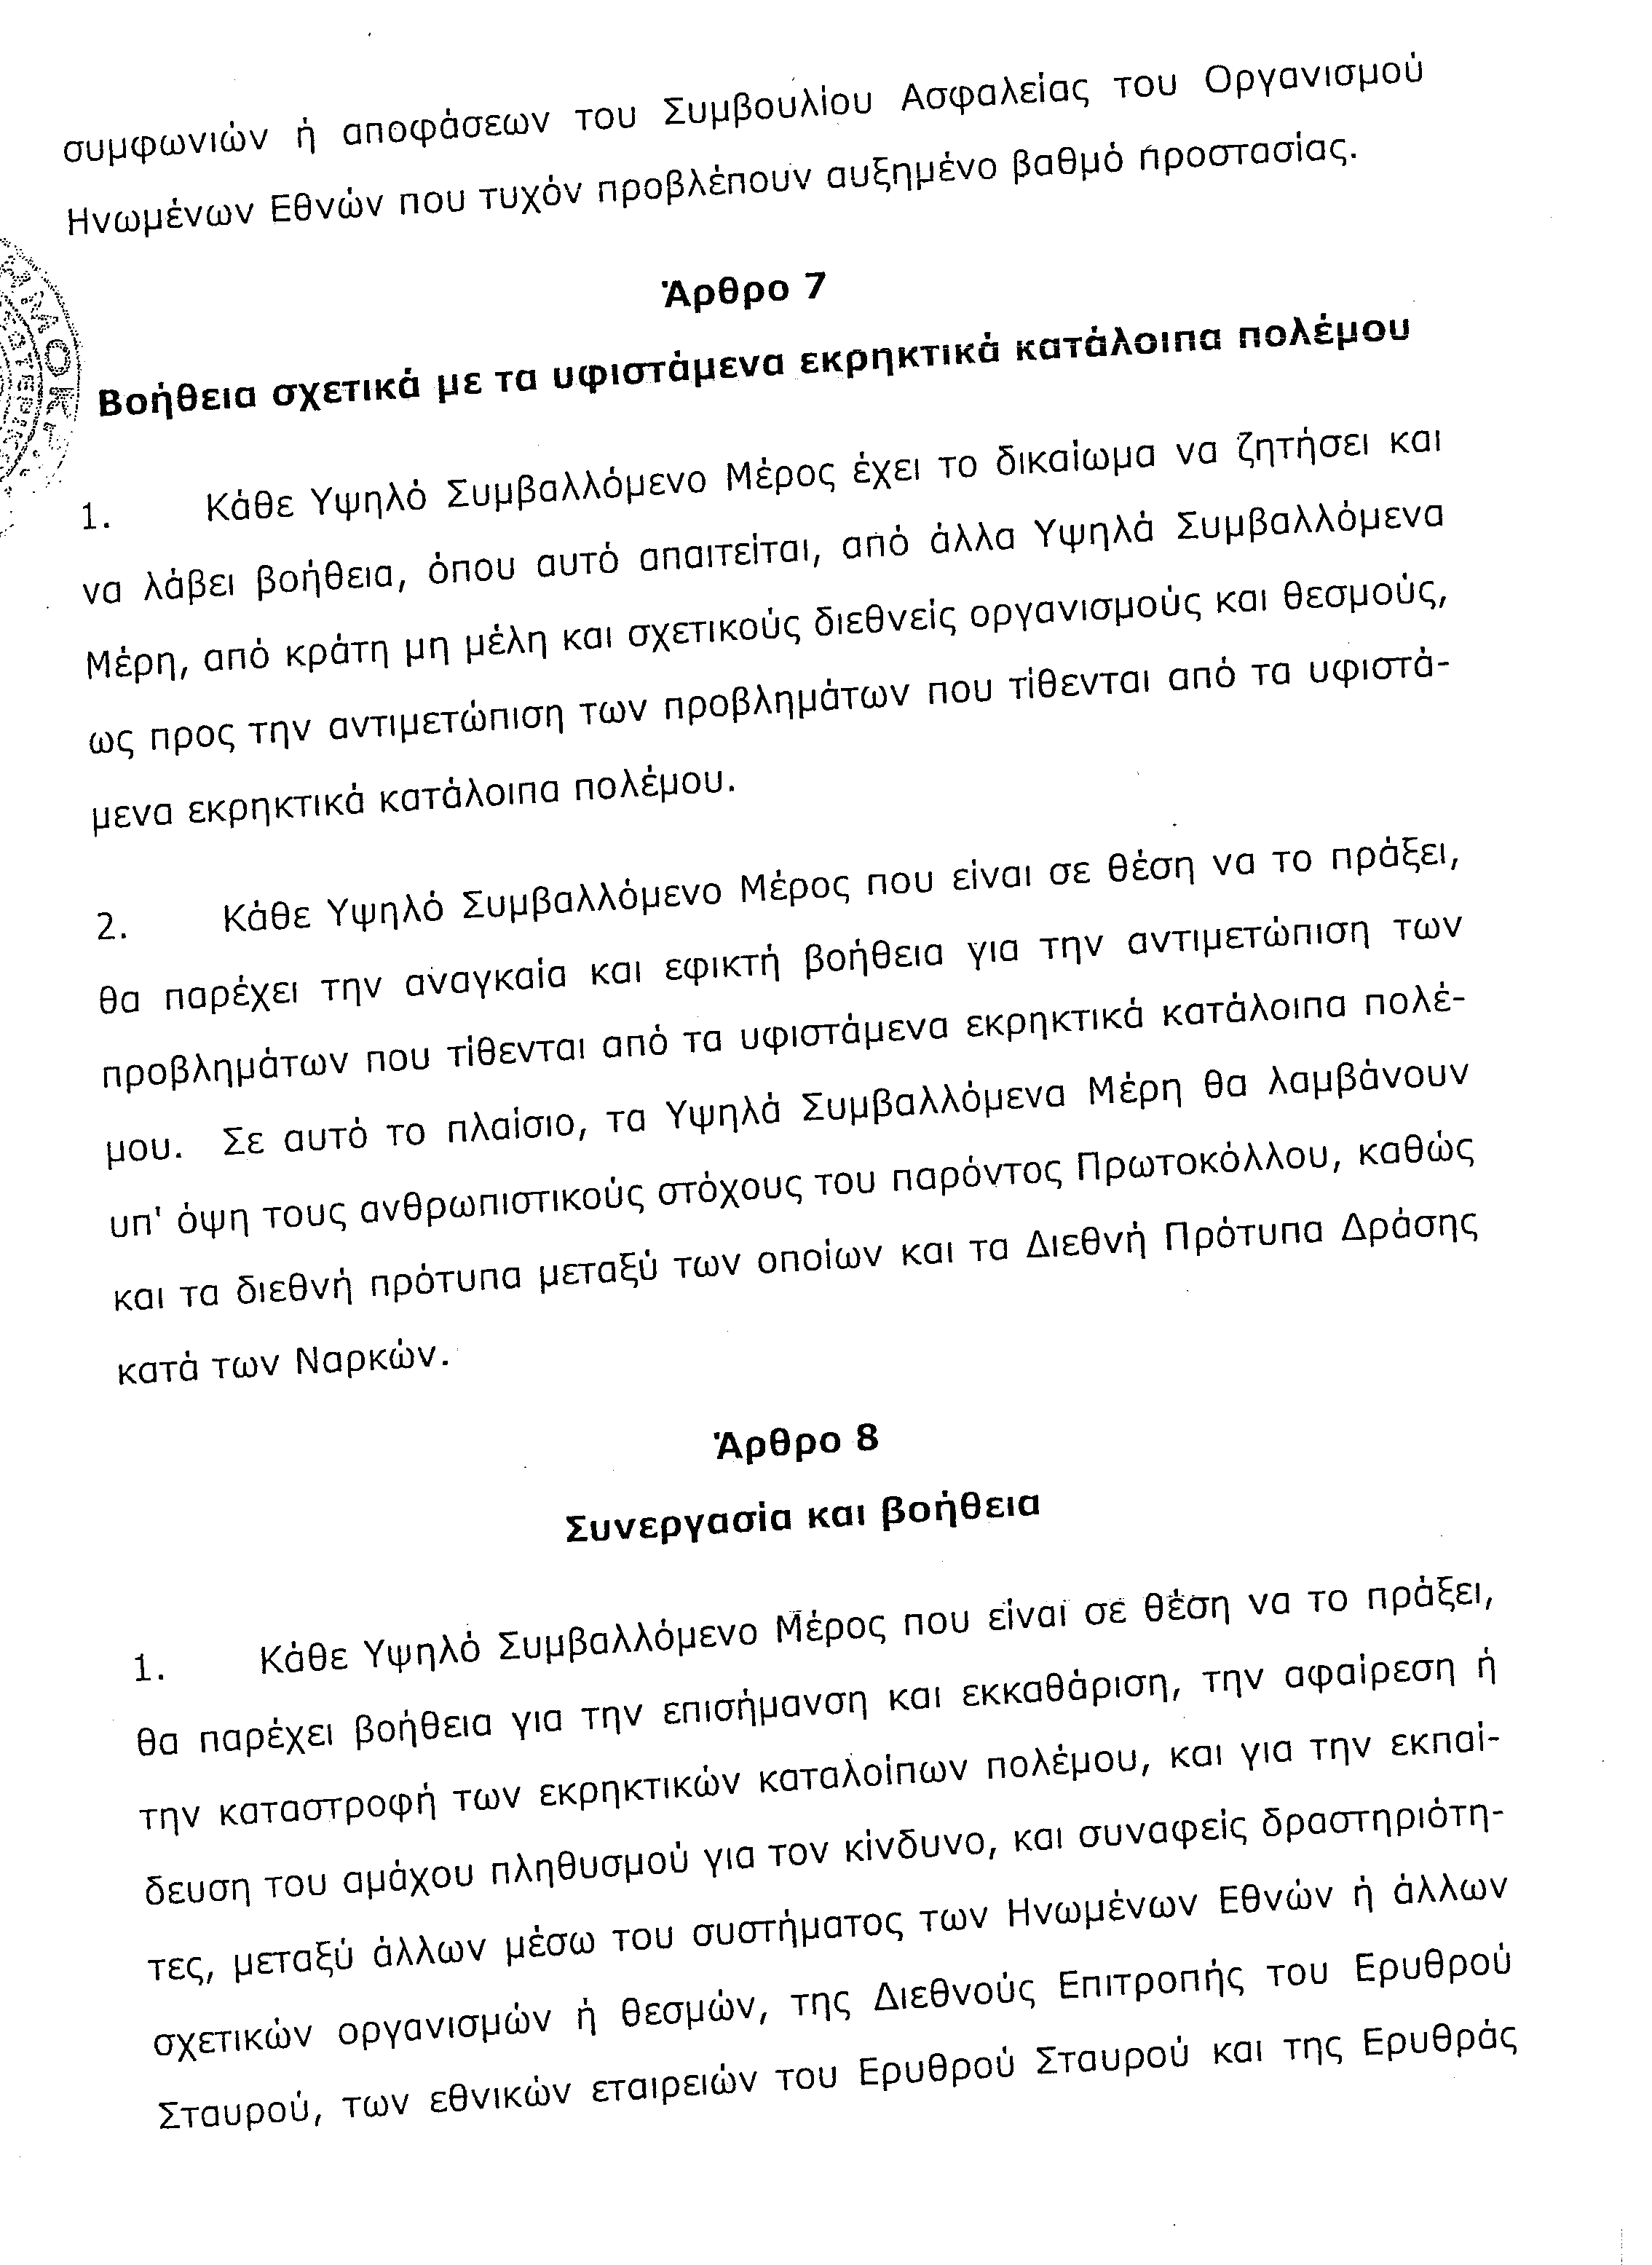 συμφωνιών ή αποφάσεων του Συμβουλίου Ασφαλείας του Οργανισμού
Ηνωμένων Εθνών που τυχόν προβλέπουν αυξημένο βαθμό προστασίας.
Άρθρο 7
Βοήθεια σχετικά με τα υφιστάμενα εκρηκτικά κατάλοιπα πολέμου
1. Κάθε Υψηλό Συμβαλλόμενο Μέρος έχει το δικαίωμα να ζητήσει και
να λάβει βοήθεια, όπου αυτό απαιτείται, από άλλα Υψηλά Συμβαλλόμενα
Μέρη, από κράτη μη μέλη και σχετικούς διεθνείς οργανισμούς και θεσμούς,
ως προς την αντιμετώπιση των προβλημάτων που τίθενται από τα υφιστά-
μενα εκρηκτικά κατάλοιπα πολέμου.
2. Κάθε Υψηλό Συμβαλλόμενο Μέρος που είναι σε θέση να το πράξει,
θα παρέχει την αναγκαία και εφικτή βοήθεια για την αντιμετώπιση των
προβλημάτων που τίθενται από τα υφιστάμενα εκρηκτικά κατάλοιπα πολέ-
μου. Σε αυτό το πλαίσιο, τα Υψηλά Συμβαλλόμενα Μέρη θα λαμβάνουν
υπ' όψη τους ανθρωπιστικούς στόχους του παρόντος Πρωτοκόλλου, καθώς
και τα διεθνή πρότυπα μεταξύ των οποίων και τα Διεθνή Πρότυπα Δράσης
κατά των Ναρκών.
Άρθρο 8
Συνεργασία και βοήθεια
1. Κάθε Υψηλό Συμβαλλόμενο Μέρος που είναι σε θέση να το πράξει,
θα παρέχει βοήθεια για την επισήμανση και εκκαθάριση, την αφαίρεση ή
την καταστροφή των εκρηκτικών καταλοίπων πολέμου, και για την εκπαί-
δευση του αμάχου πληθυσμού για τον κίνδυνο, και συναφείς δραστηριότη-
τες, μεταξύ άλλων μέσω του συστήματος των Ηνωμένων Εθνών ή άλλων
σχετικών οργανισμών ή θεσμών, της Διεθνούς Επιτροπής του Ερυθρού
Σταυρού, των εθνικών εταιρειών του Ερυθρού Σταυρού και της Ερυθράς